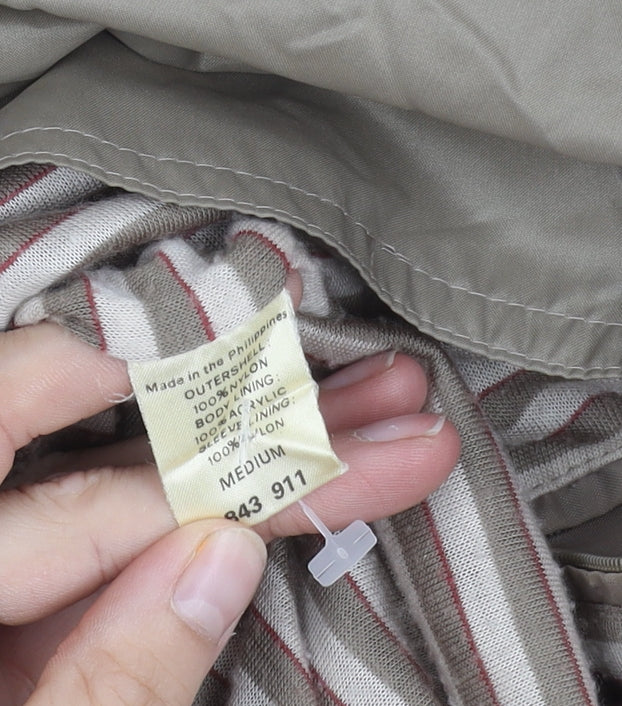 Made in the Philippines
OUTERSHELL
100% NYLON
BODY LINING:
100% ACRYLIC
SLEEVE LINING:
100% NYLON
MEDIUM
843 911